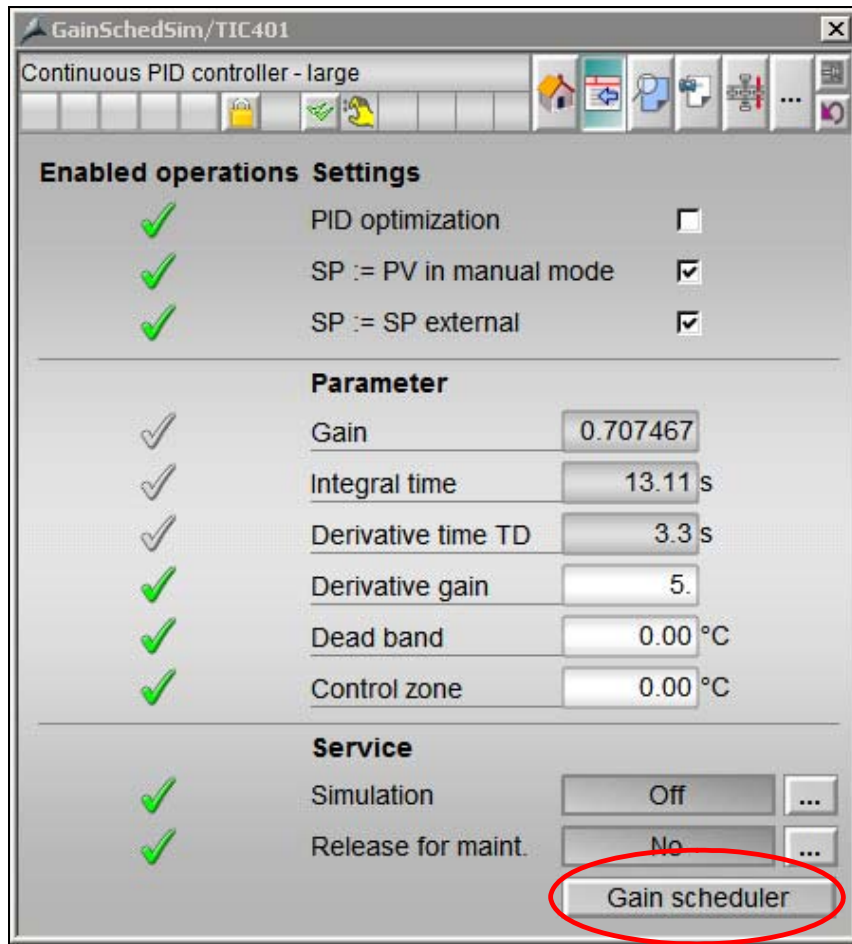 GainSchedSim/TIC401
Continuous PID controller - large
...
Enabled operations Settings
PID optimization
SP := PV in manual mode
SP := SP external
Parameter
Gain 0.707467
Integral time 13.11 s
Derivative time TD 3.3 s
Derivative gain 5.
Dead band 0.00 °C
Control zone 0.00 °C
Service
Simulation Off ...
Release for maint. No ...
Gain scheduler